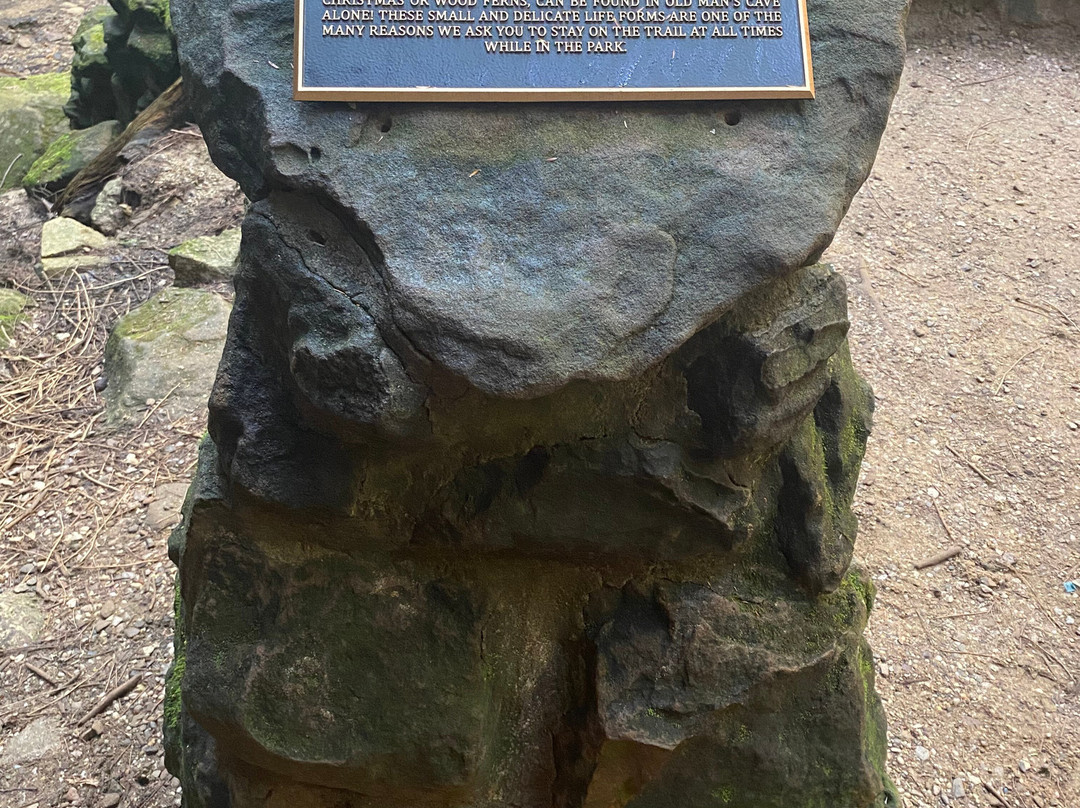 CHRISTMAS OR WOOD FERNS, CAN BE FOUND IN OLD MAN'S CAVE
ALONE! THESE SMALL AND DELICATE LIFE FORMS ARE ONE OF THE
MANY REASONS WE ASK YOU TO STAY ON THE TRAIL AT ALL TIMES
WHILE IN THE PARK.